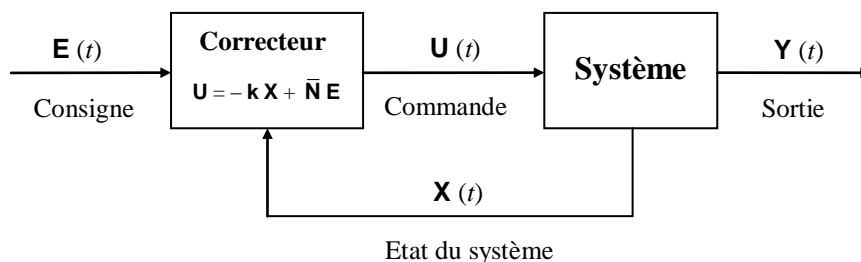 E (t)
Consigne
Correcteur
U = – k X + N̄ E
U (t)
Commande
Système
Y (t)
Sortie
X (t)
Etat du système